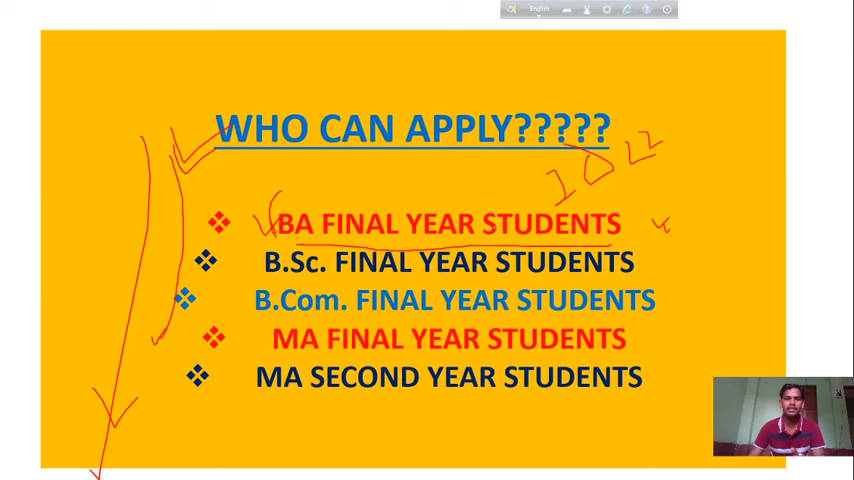 English
WHO CAN APPLY?????
2022
BA FINAL YEAR STUDENTS
B.Sc. FINAL YEAR STUDENTS
B.Com. FINAL YEAR STUDENTS
MA FINAL YEAR STUDENTS
MA SECOND YEAR STUDENTS